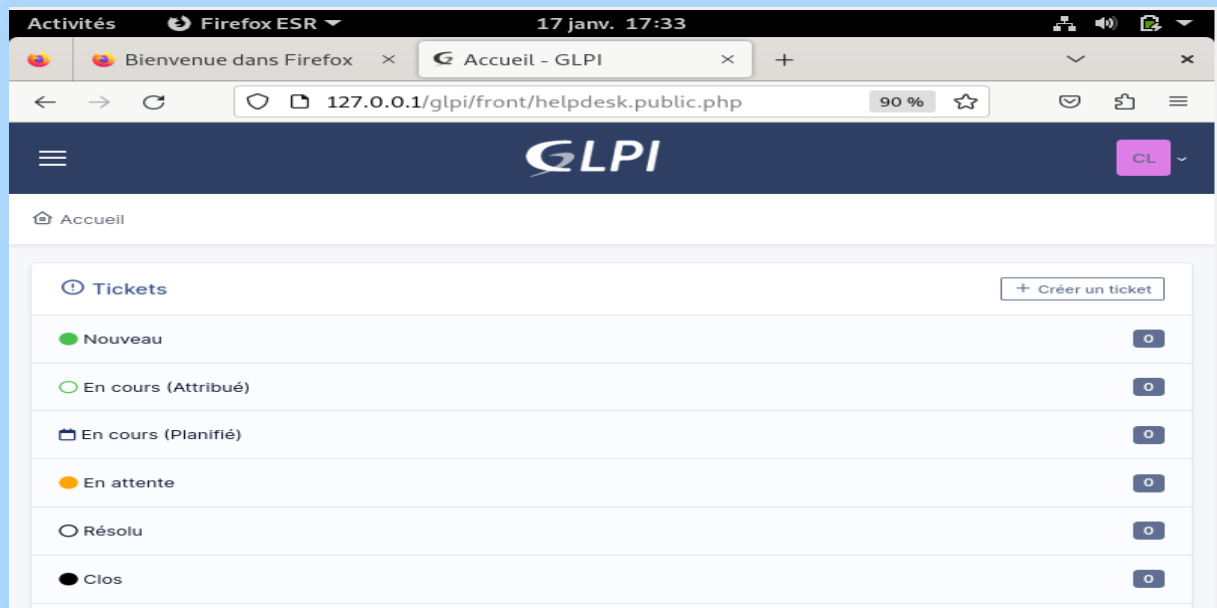 Activités Firefox ESR 17 janv. 17:33
Bienvenue dans Firefox Accueil - GLPI
127.0.0.1/glpi/front/helpdesk.public.php 90 %
GLPI CL
Accueil
Tickets + Créer un ticket
Nouveau 0
En cours (Attribué) 0
En cours (Planifié) 0
En attente 0
Résolu 0
Clos 0